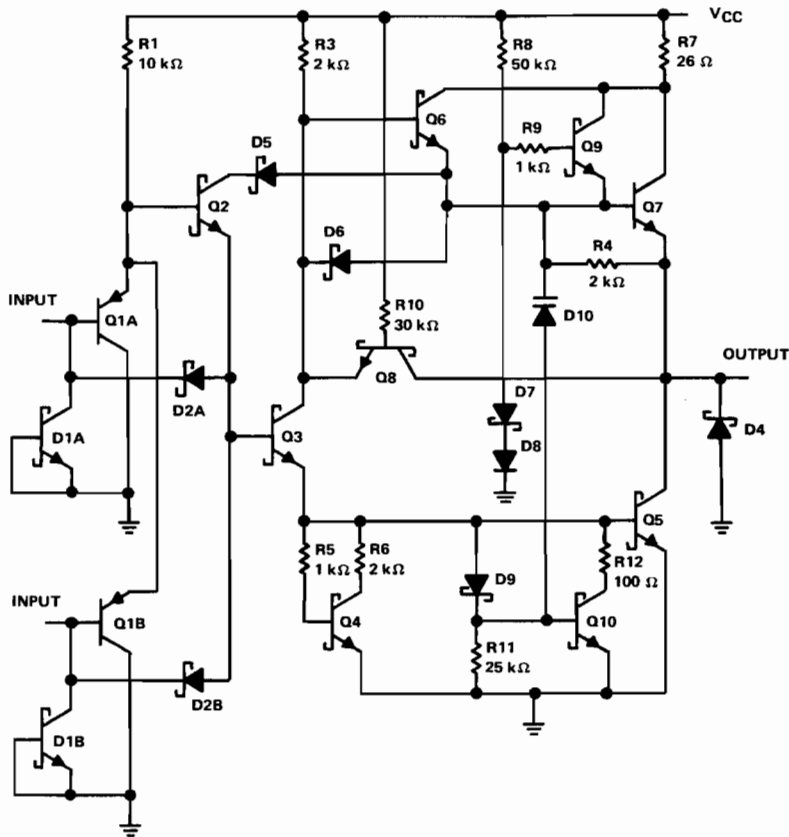 VCC
R1
10 kΩ
R3
2 kΩ
R8
50 kΩ
R7
26 Ω
Q6
R9
1 kΩ
Q9
D5
Q2
Q7
D6
R4
2 kΩ
INPUT
Q1A
R10
30 kΩ
D10
OUTPUT
Q8
D2A
D7
D4
Q3
D1A
D8
Q5
R5
1 kΩ
R6
2 kΩ
R12
100 Ω
D9
INPUT
Q4
Q10
Q1B
R11
25 kΩ
D2B
D1B